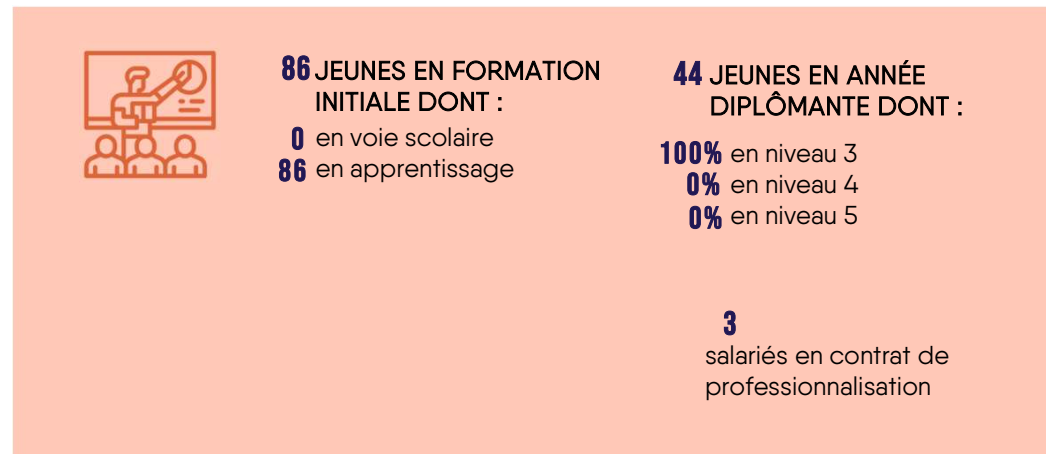 86 JEUNES EN FORMATION
INITIALE DONT :
0 en voie scolaire
86 en apprentissage
44 JEUNES EN ANNÉE
DIPLÔMANTE DONT :
100% en niveau 3
0% en niveau 4
0% en niveau 5
3
salariés en contrat de
professionnalisation